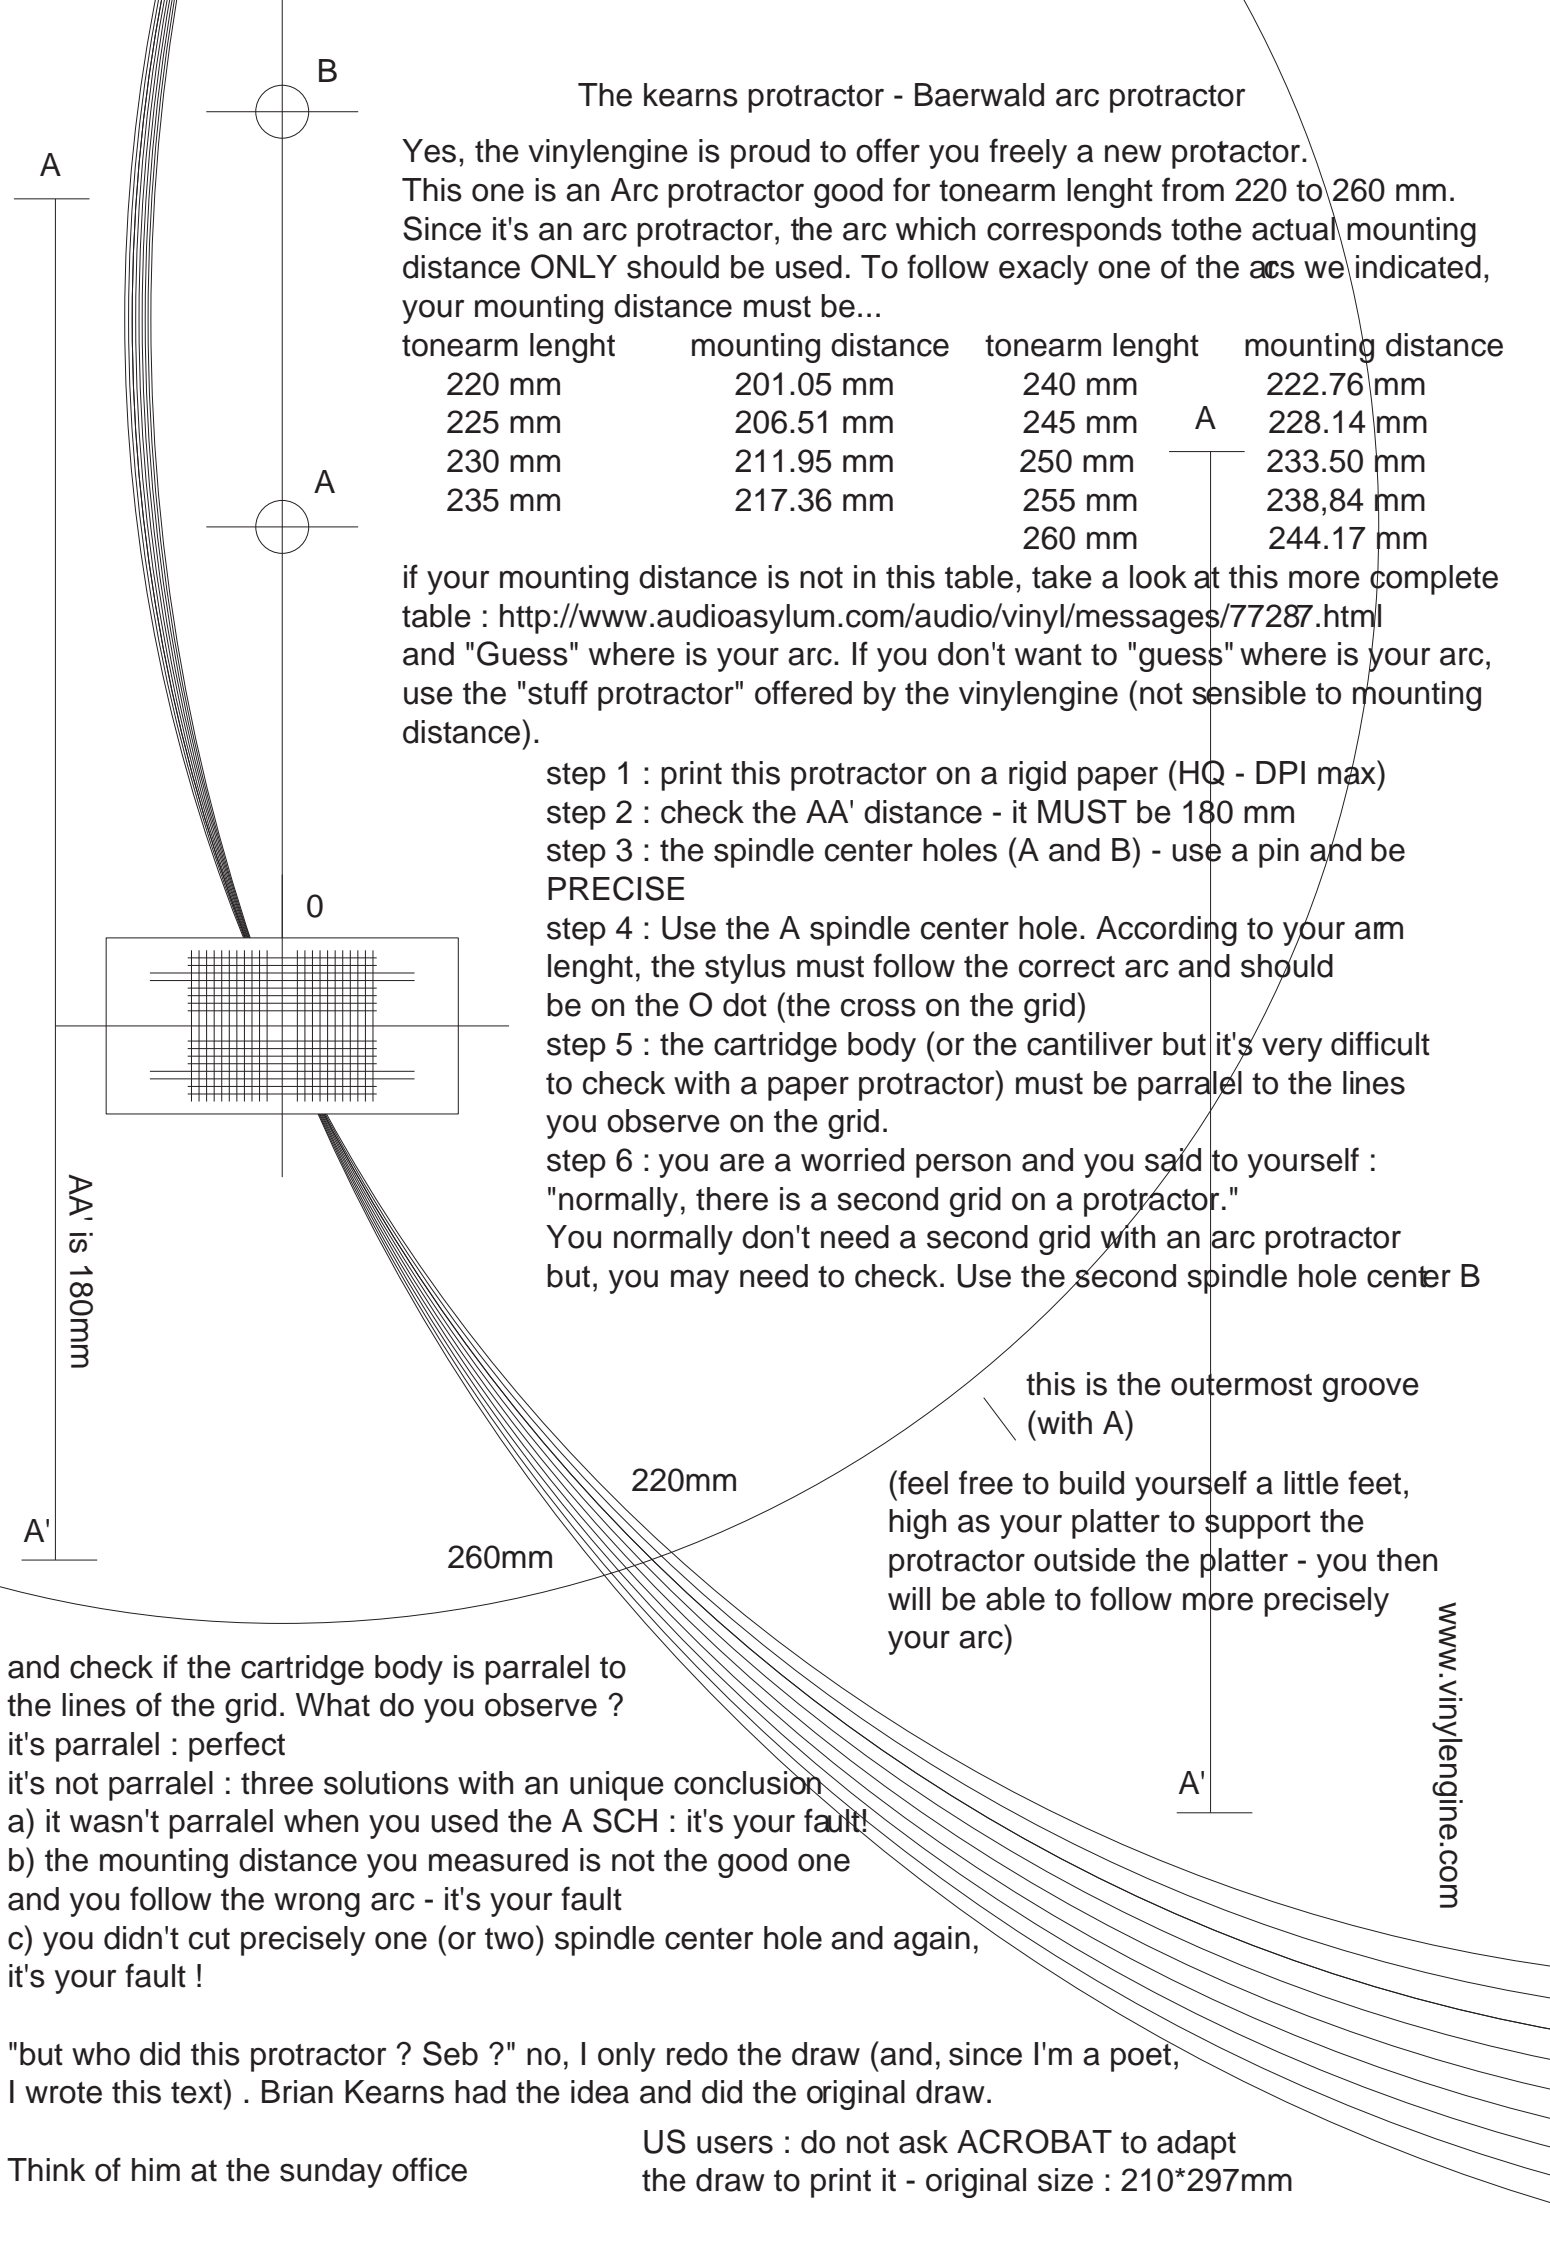 B
The kearns protractor - Baerwald arc protractor
A
Yes, the vinylengine is proud to offer you freely a new protractor.
This one is an Arc protractor good for tonearm lenght from 220 to 260 mm.
Since it's an arc protractor, the arc which corresponds tothe actual mounting
distance ONLY should be used. To follow exacly one of the arcs we indicated,
your mounting distance must be...
tonearm lenght mounting distance tonearm lenght mounting distance
220 mm 201.05 mm 240 mm 222.76 mm
225 mm 206.51 mm 245 mm A 228.14 mm
230 mm 211.95 mm 250 mm 233.50 mm
A
235 mm 217.36 mm 255 mm 238,84 mm
260 mm 244.17 mm
if your mounting distance is not in this table, take a look at this more complete
table : http://www.audioasylum.com/audio/vinyl/messages/77287.html
and "Guess" where is your arc. If you don't want to "guess" where is your arc,
use the "stuff protractor" offered by the vinylengine (not sensible to mounting
distance).
step 1 : print this protractor on a rigid paper (HQ - DPI max)
step 2 : check the AA' distance - it MUST be 180 mm
step 3 : the spindle center holes (A and B) - use a pin and be
PRECISE
0
step 4 : Use the A spindle center hole. According to your arm
lenght, the stylus must follow the correct arc and should
be on the O dot (the cross on the grid)
step 5 : the cartridge body (or the cantiliver but it's very difficult
to check with a paper protractor) must be parralel to the lines
you observe on the grid.
step 6 : you are a worried person and you said to yourself :
"normally, there is a second grid on a protractor."
You normally don't need a second grid with an arc protractor
but, you may need to check. Use the second spindle hole center B
AA' is 180mm
this is the outermost groove
(with A)
220mm
260mm
A'
(feel free to build yourself a little feet,
high as your platter to support the
protractor outside the platter - you then
will be able to follow more precisely
your arc)
www.vinylengine.com
A'
and check if the cartridge body is parralel to
the lines of the grid. What do you observe ?
it's parralel : perfect
it's not parralel : three solutions with an unique conclusion
a) it wasn't parralel when you used the A SCH : it's your fault!
b) the mounting distance you measured is not the good one
and you follow the wrong arc - it's your fault
c) you didn't cut precisely one (or two) spindle center hole and again,
it's your fault !
"but who did this protractor ? Seb ?" no, I only redo the draw (and, since I'm a poet,
I wrote this text) . Brian Kearns had the idea and did the original draw.
Think of him at the sunday office
US users : do not ask ACROBAT to adapt
the draw to print it - original size : 210*297mm